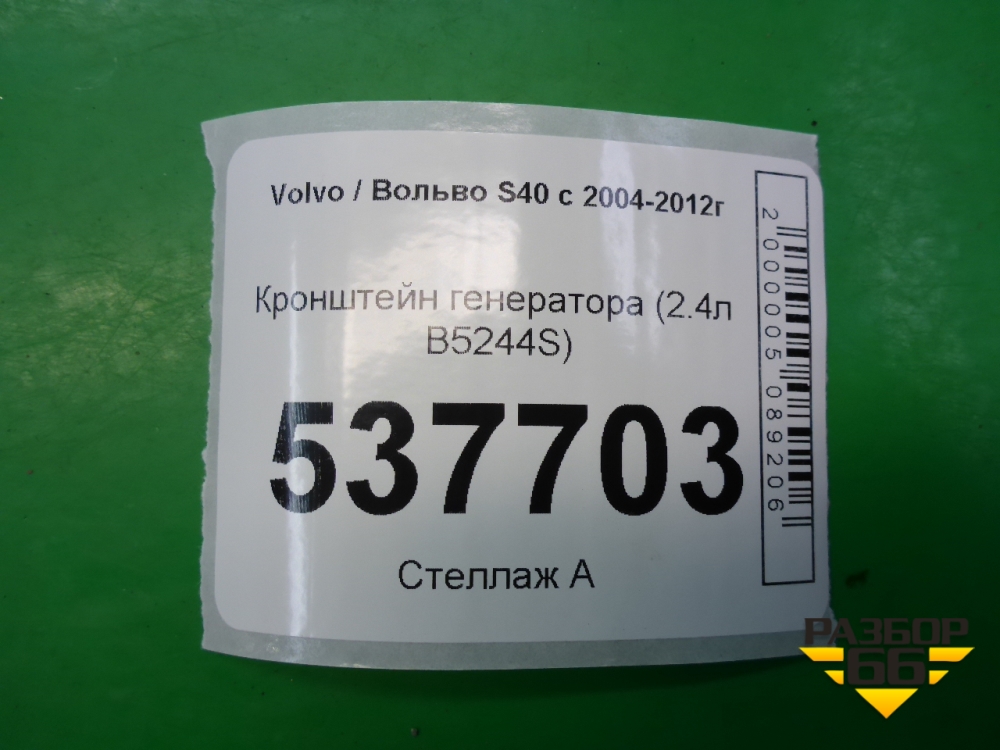 Volvo / Вольво S40 с 2004-2012г
Кронштейн генератора (2.4л
B5244S)
537703
Стеллаж А
2000005089206
РАЗБОР
66